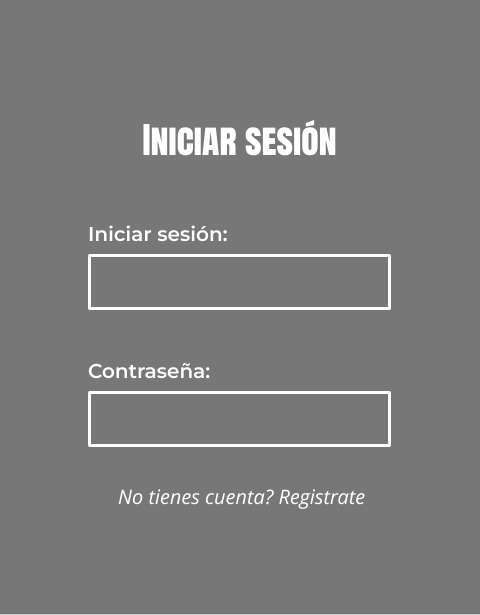 Iniciar sesión
Iniciar sesión:
Contraseña:
No tienes cuenta? Registrate